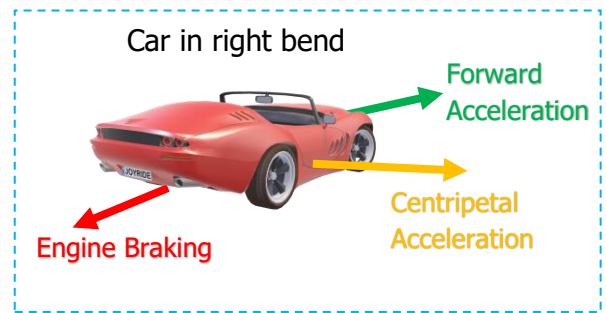 Car in right bend
Forward
Acceleration
JOYRIDE
Centripetal
Acceleration
Engine Braking